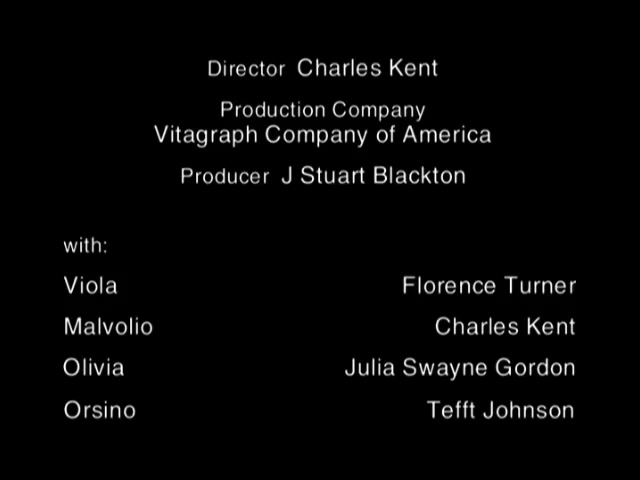 Director Charles Kent
Production Company
Vitagraph Company of America
Producer J Stuart Blackton
with:
Viola Florence Turner
Malvolio Charles Kent
Olivia Julia Swayne Gordon
Orsino Tefft Johnson